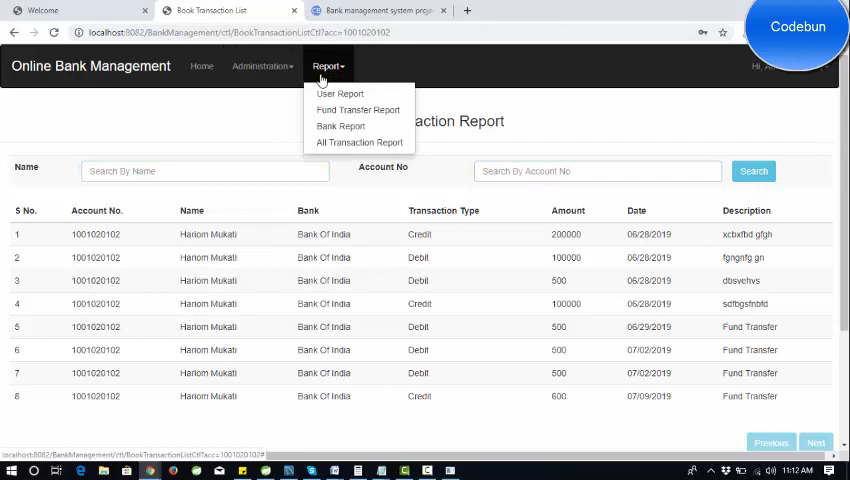 Welcome
Book Transaction List
Bank management system proje
Codebun
localhost:8082/BankManagement/ctl/BookTransactionListCtl?acc=1001020102
Online Bank Management
Home
Administration
Report
Hi,
User Report
Fund Transfer Report
Bank Report
All Transaction Report
action Report
Name
Search By Name
Account No
Search By Account No
Search
S No. Account No. Name Bank Transaction Type Amount Date Description
1 1001020102 Hariom Mukati Bank Of India Credit 200000 06/28/2019 xcbxfbd gfgh
2 1001020102 Hariom Mukati Bank Of India Debit 100000 06/28/2019 fgngnfg gn
3 1001020102 Hariom Mukati Bank Of India Debit 500 06/28/2019 dbsvehvs
4 1001020102 Hariom Mukati Bank Of India Credit 100000 06/28/2019 sdfbgsfnbfd
5 1001020102 Hariom Mukati Bank Of India Debit 500 06/29/2019 Fund Transfer
6 1001020102 Hariom Mukati Bank Of India Debit 500 07/02/2019 Fund Transfer
7 1001020102 Hariom Mukati Bank Of India Debit 500 07/02/2019 Fund Transfer
8 1001020102 Hariom Mukati Bank Of India Credit 600 07/09/2019 Fund Transfer
Previous
Next
localhost:8082/BankManagement/ctl/BookTransactionListCtl?acc=1001020102#
11:12 AM